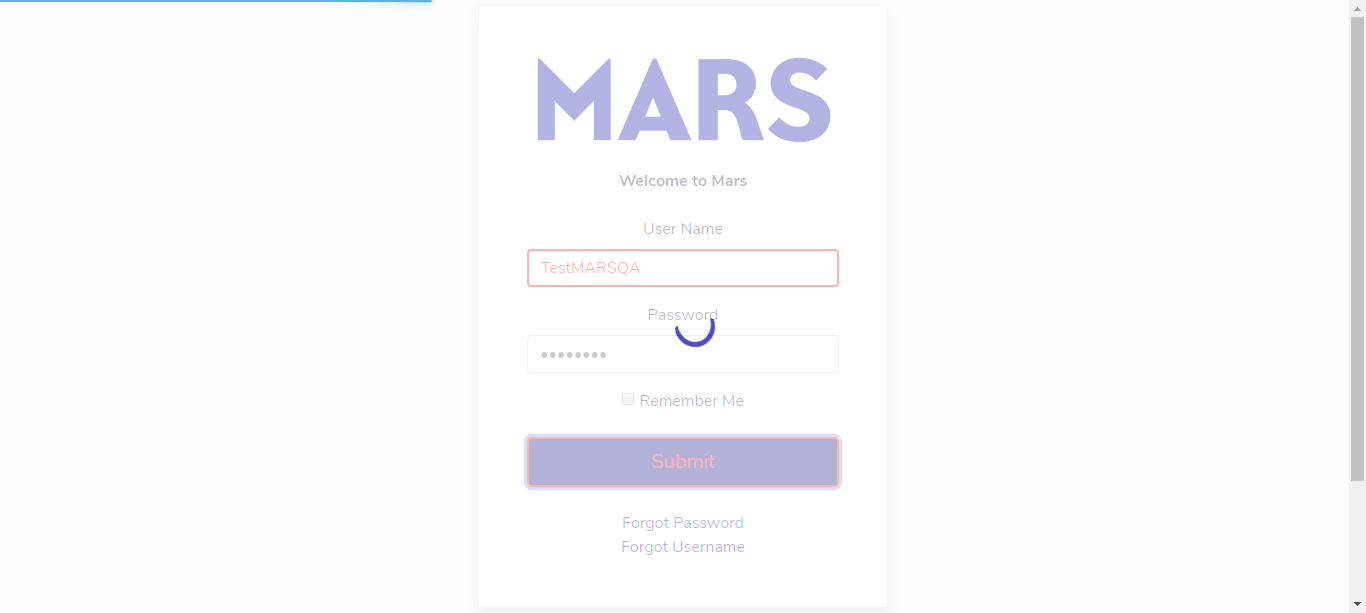 MARS
Welcome to Mars
User Name
TestMARSQA
Password
••••••••
Remember Me
Submit
Forgot Password
Forgot Username